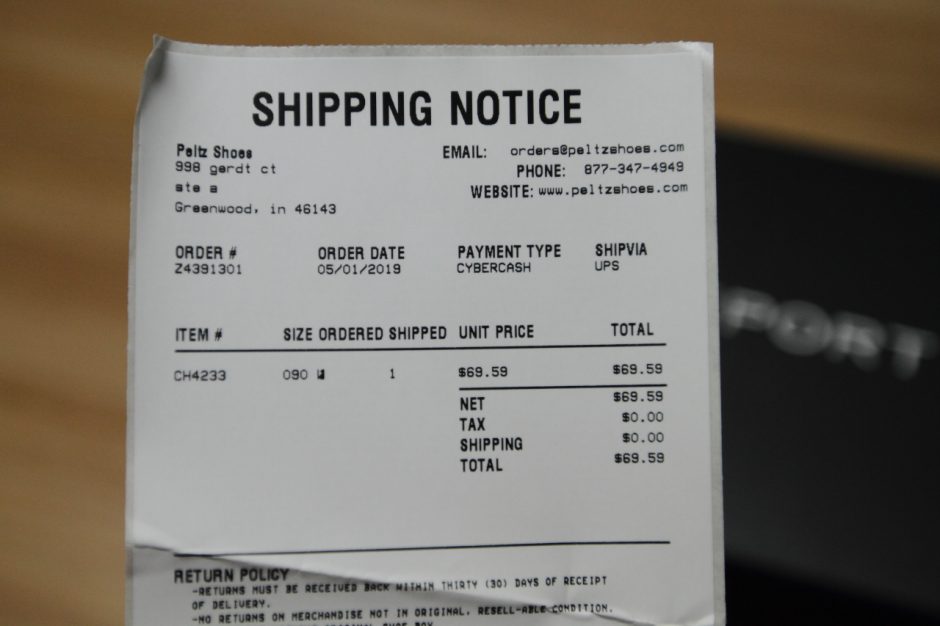 SHIPPING NOTICE
Peltz Shoes
998 gerdt ct
ste a
Greenwood, in 46143
EMAIL: orders@peltzshoes.com
PHONE: 877-347-4949
WEBSITE: www.peltzshoes.com
ORDER # ORDER DATE PAYMENT TYPE SHIPVIA
Z4391301 05/01/2019 CYBERCASH UPS
ITEM # SIZE ORDERED SHIPPED UNIT PRICE TOTAL
CH4233 090 1 $69.59 $69.59
NET $69.59
TAX $0.00
SHIPPING $0.00
TOTAL $69.59
RETURN POLICY
-RETURNS MUST BE RECEIVED BACK WITHIN THIRTY (30) DAYS OF RECEIPT
OF DELIVERY.
-NO RETURNS ON MERCHANDISE NOT IN ORIGINAL, RESELL-ABLE CONDITION,
PORT